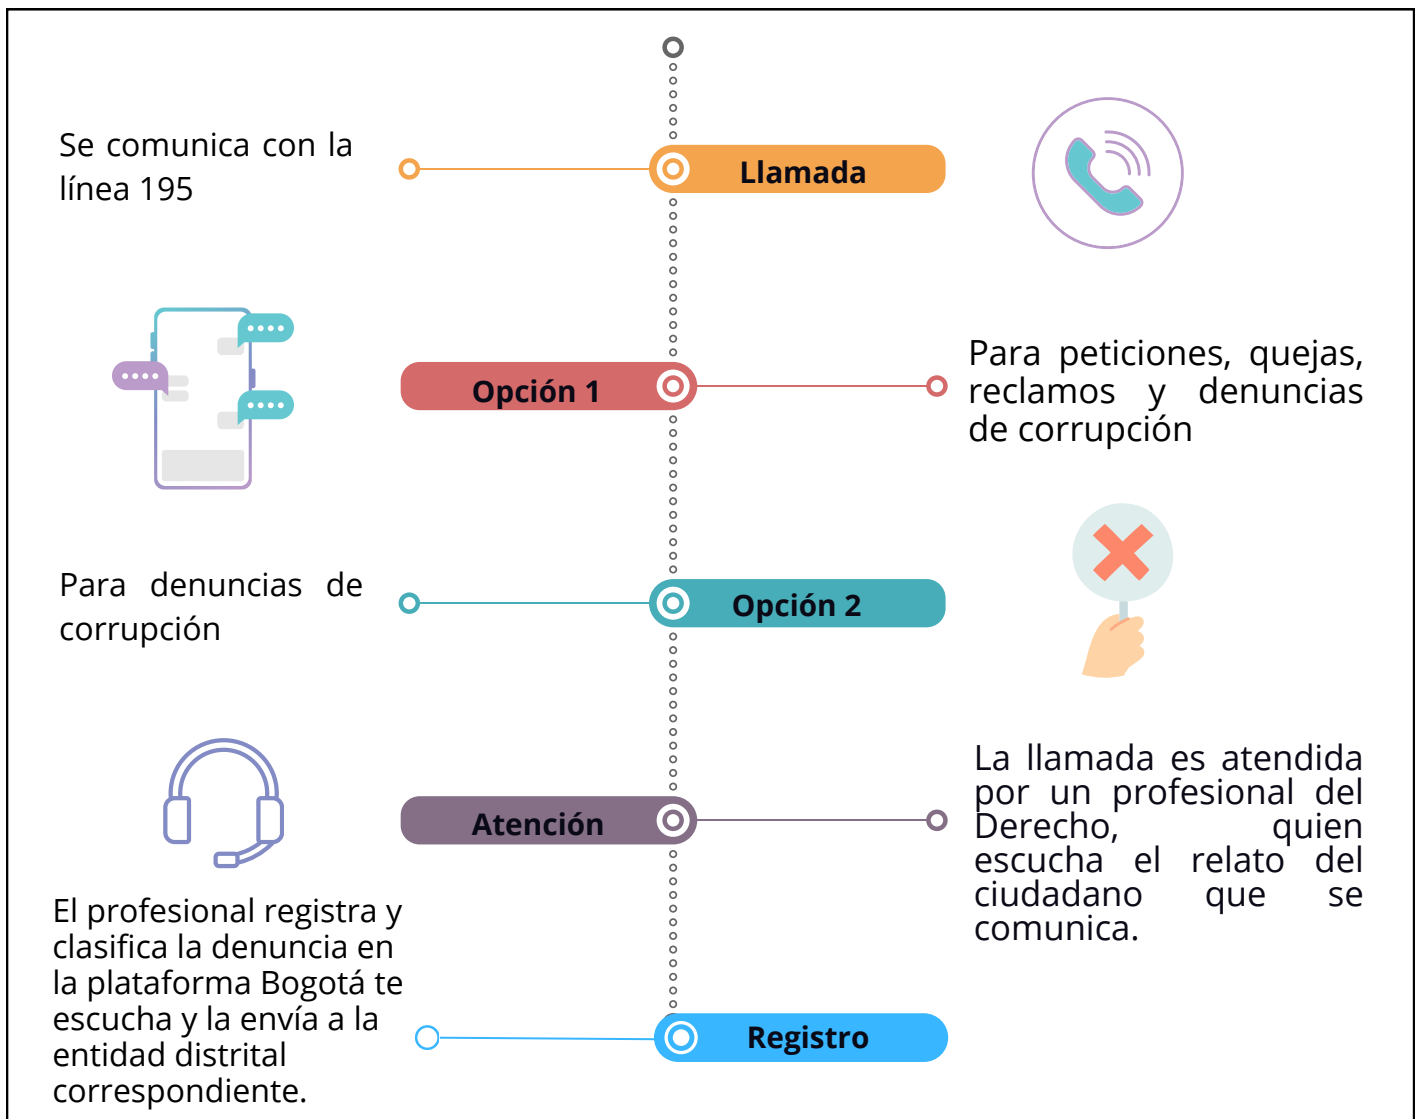 Se comunica con la
línea 195
Llamada
Opción 1
Para peticiones, quejas,
reclamos y denuncias
de corrupción
Para denuncias de
corrupción
Opción 2
Atención
La llamada es atendida
por un profesional del
Derecho, quien
escucha el relato del
ciudadano que se
comunica.
El profesional registra y
clasifica la denuncia en
la plataforma Bogotá te
escucha y la envía a la
entidad distrital
correspondiente.
Registro